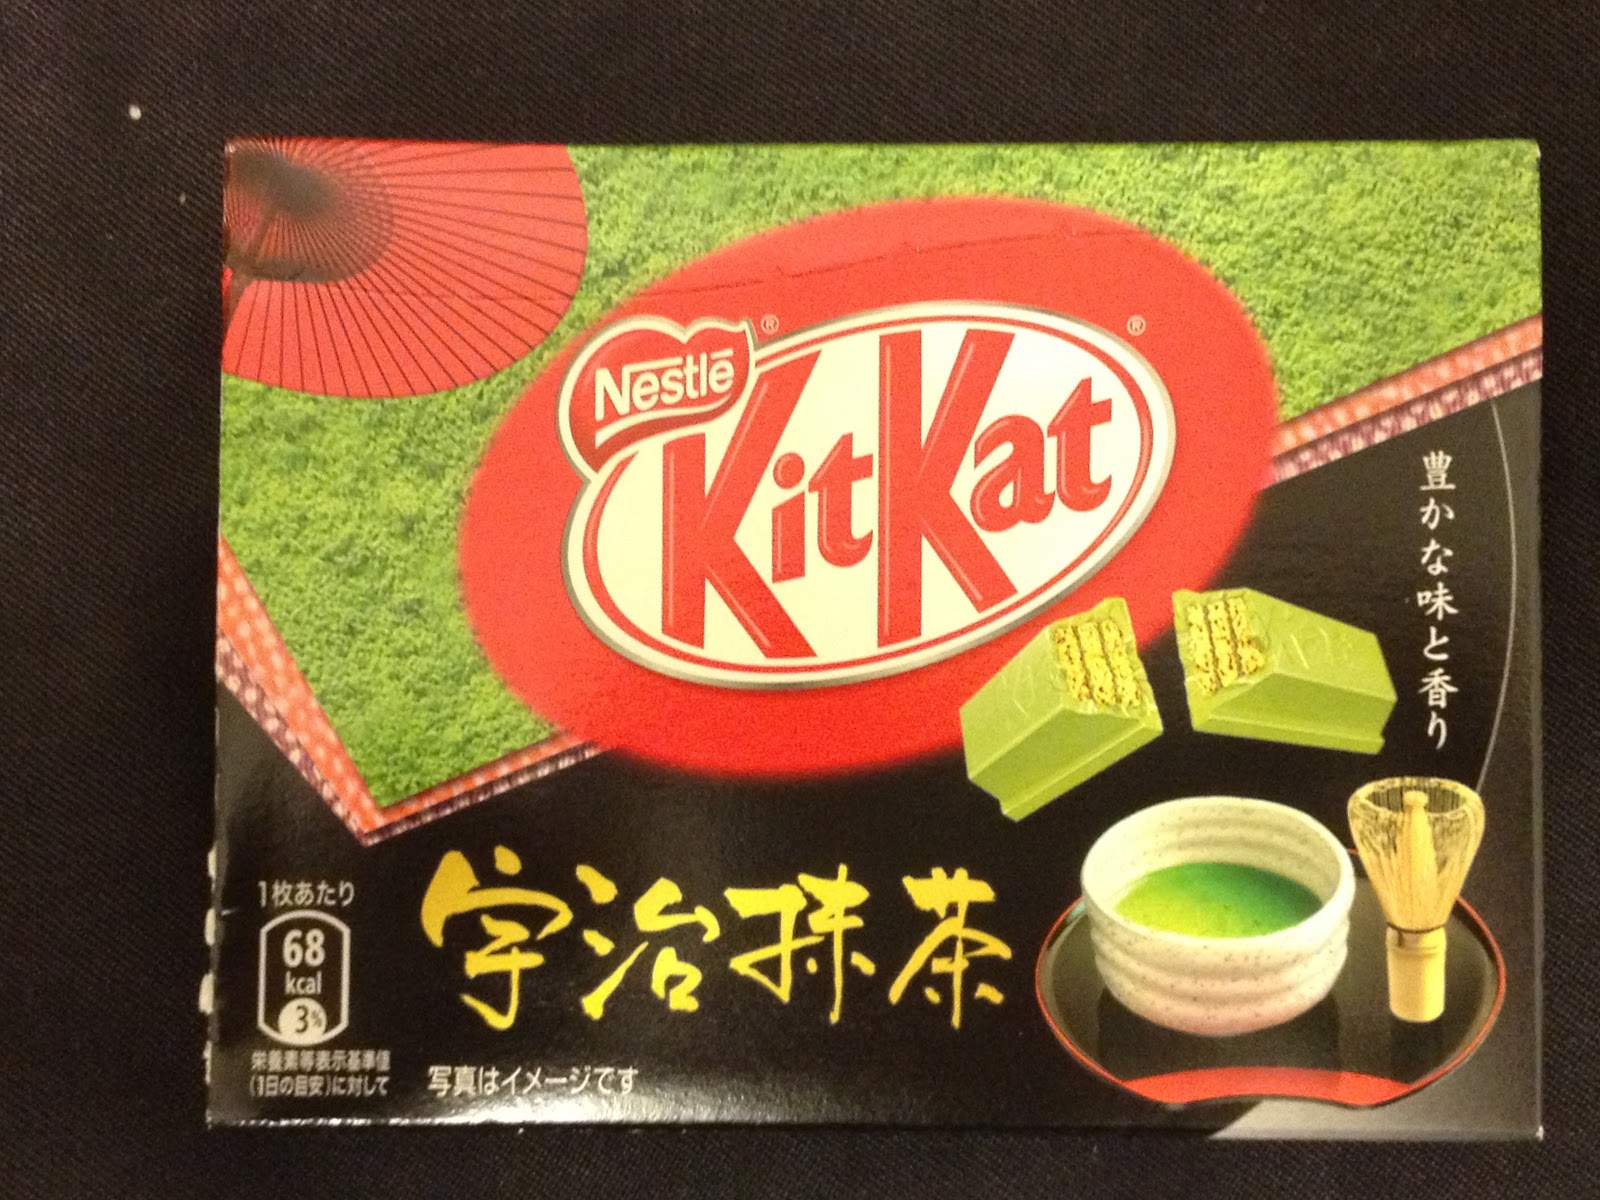 Nestlé
KitKat
豊かな味と香り
宇治抹茶
1枚あたり
68
kcal
3%
栄養素等表示基準値
(1日の目安)に対して
写真はイメージです